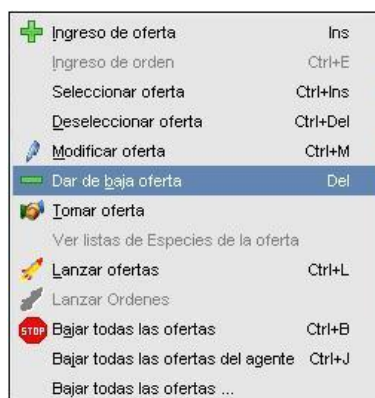 Ingreso de oferta Ins
Ingreso de orden Ctrl+E
Seleccionar oferta Ctrl+Ins
Deseleccionar oferta Ctrl+Del
Modificar oferta Ctrl+M
Dar de baja oferta Del
Tomar oferta
Ver listas de Especies de la oferta
Lanzar ofertas Ctrl+L
Lanzar Ordenes
STOP Bajar todas las ofertas Ctrl+B
Bajar todas las ofertas del agente Ctrl+J
Bajar todas las ofertas ...